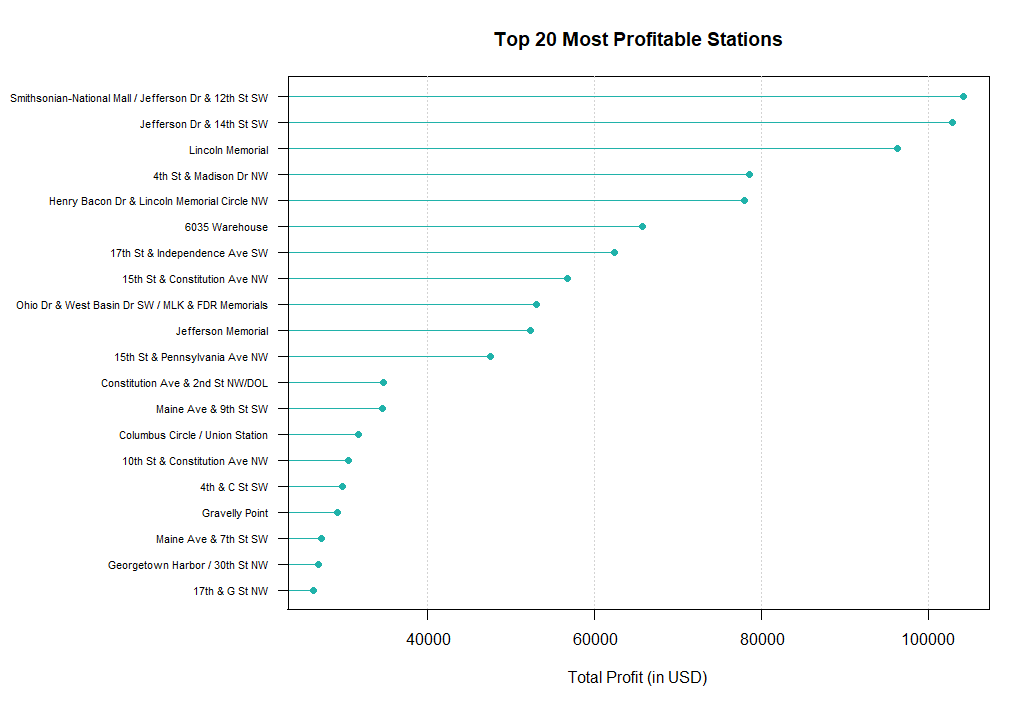 Top 20 Most Profitable Stations
Smithsonian-National Mall / Jefferson Dr & 12th St SW
Jefferson Dr & 14th St SW
Lincoln Memorial
4th St & Madison Dr NW
Henry Bacon Dr & Lincoln Memorial Circle NW
6035 Warehouse
17th St & Independence Ave SW
15th St & Constitution Ave NW
Ohio Dr & West Basin Dr SW / MLK & FDR Memorials
Jefferson Memorial
15th St & Pennsylvania Ave NW
Constitution Ave & 2nd St NW/DOL
Maine Ave & 9th St SW
Columbus Circle / Union Station
10th St & Constitution Ave NW
4th & C St SW
Gravelly Point
Maine Ave & 7th St SW
Georgetown Harbor / 30th St NW
17th & G St NW
40000 60000 80000 100000
Total Profit (in USD)